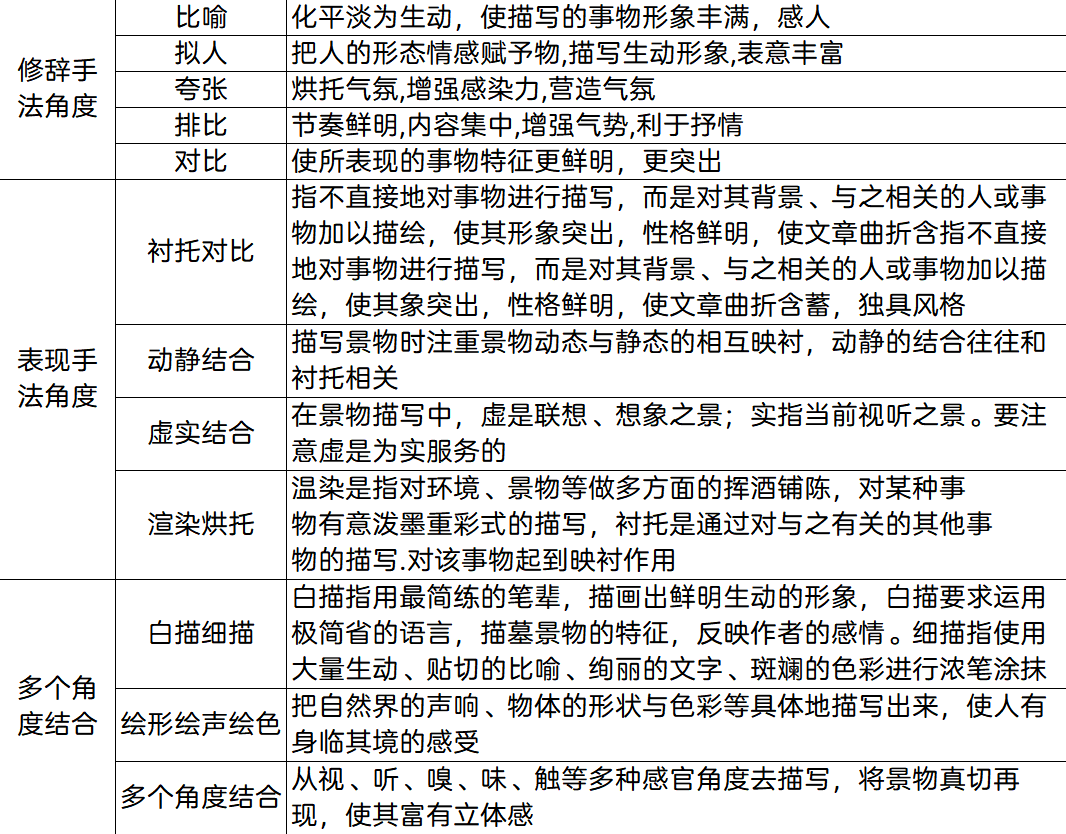 修辞手
法角度
比喻
化平淡为生动，使描写的事物形象丰满，感人
拟人
把人的形态情感赋予物,描写生动形象,表意丰富
夸张
烘托气氛,增强感染力,营造气氛
排比
节奏鲜明,内容集中,增强气势,利于抒情
对比
使所表现的事物特征更鲜明，更突出
表现手
法角度
衬托对比
指不直接地对事物进行描写，而是对其背景、与之相关的人或事
物加以描绘，使其形象突出，性格鲜明，使文章曲折含指不直接
地对事物进行描写，而是对其背景、与之相关的人或事物加以描
绘，使其象突出，性格鲜明，使文章曲折含蓄，独具风格
动静结合
描写景物时注重景物动态与静态的相互映衬，动静的结合往往和
衬托相关
虚实结合
在景物描写中，虚是联想、想象之景；实指当前视听之景。要注
意虚是为实服务的
渲染烘托
温染是指对环境、景物等做多方面的挥酒铺陈，对某种事
物有意泼墨重彩式的描写，衬托是通过对与之有关的其他事
物的描写.对该事物起到映衬作用
多个角
度结合
白描细描
白描指用最简练的笔辈，描画出鲜明生动的形象，白描要求运用
极简省的语言，描墓景物的特征，反映作者的感情。细描指使用
大量生动、贴切的比喻、绚丽的文字、斑斓的色彩进行浓笔涂抹
绘形绘声绘色
把自然界的声响、物体的形状与色彩等具体地描写出来，使人有
身临其境的感受
多个角度结合
从视、听、嗅、味、触等多种感官角度去描写，将景物真切再
现，使其富有立体感